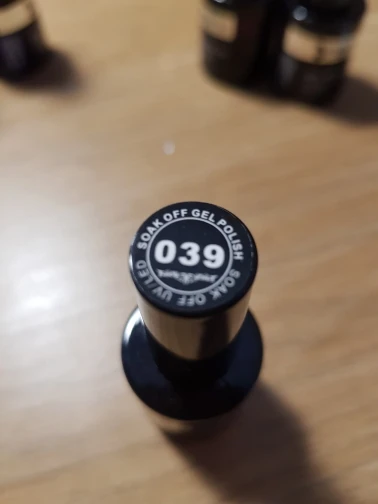 SOAK OFF GEL POLISH
039
SOAK OFF UV/LED